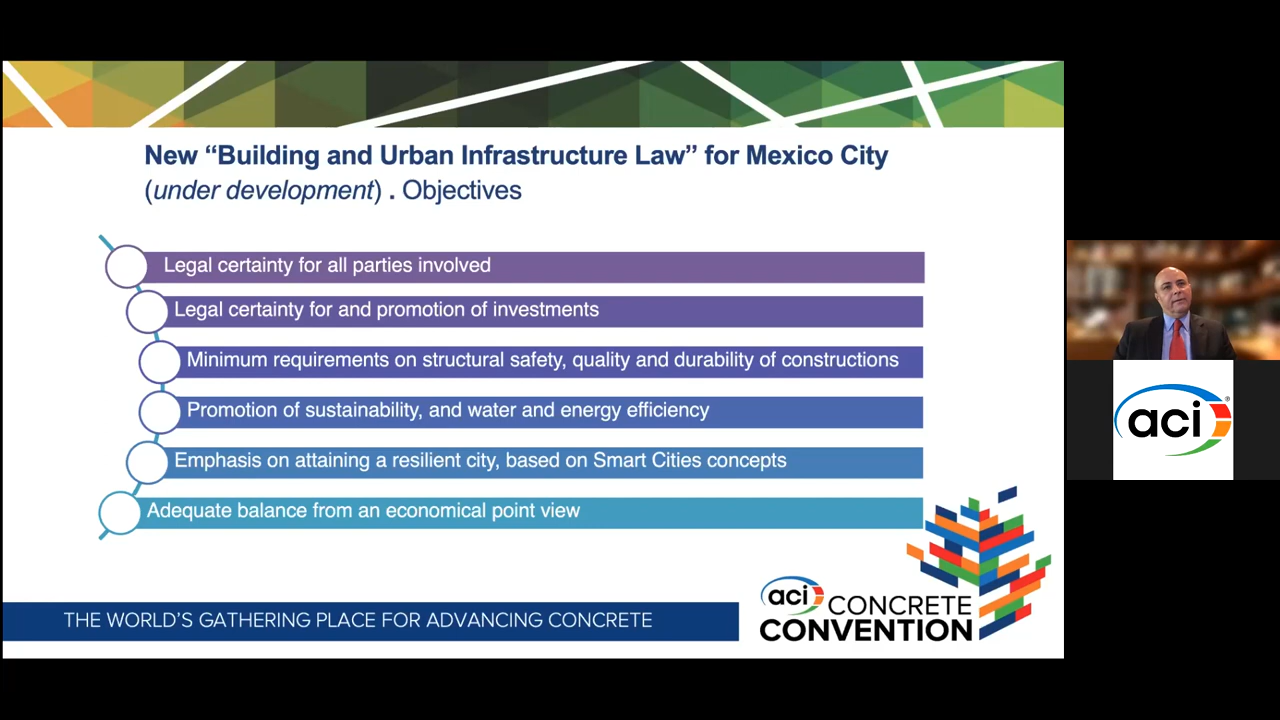 New “Building and Urban Infrastructure Law” for Mexico City
(under development) . Objectives
Legal certainty for all parties involved
Legal certainty for and promotion of investments
Minimum requirements on structural safety, quality and durability of constructions
Promotion of sustainability, and water and energy efficiency
Emphasis on attaining a resilient city, based on Smart Cities concepts
Adequate balance from an economical point view
THE WORLD'S GATHERING PLACE FOR ADVANCING CONCRETE
aci CONCRETE
CONVENTION
aci®